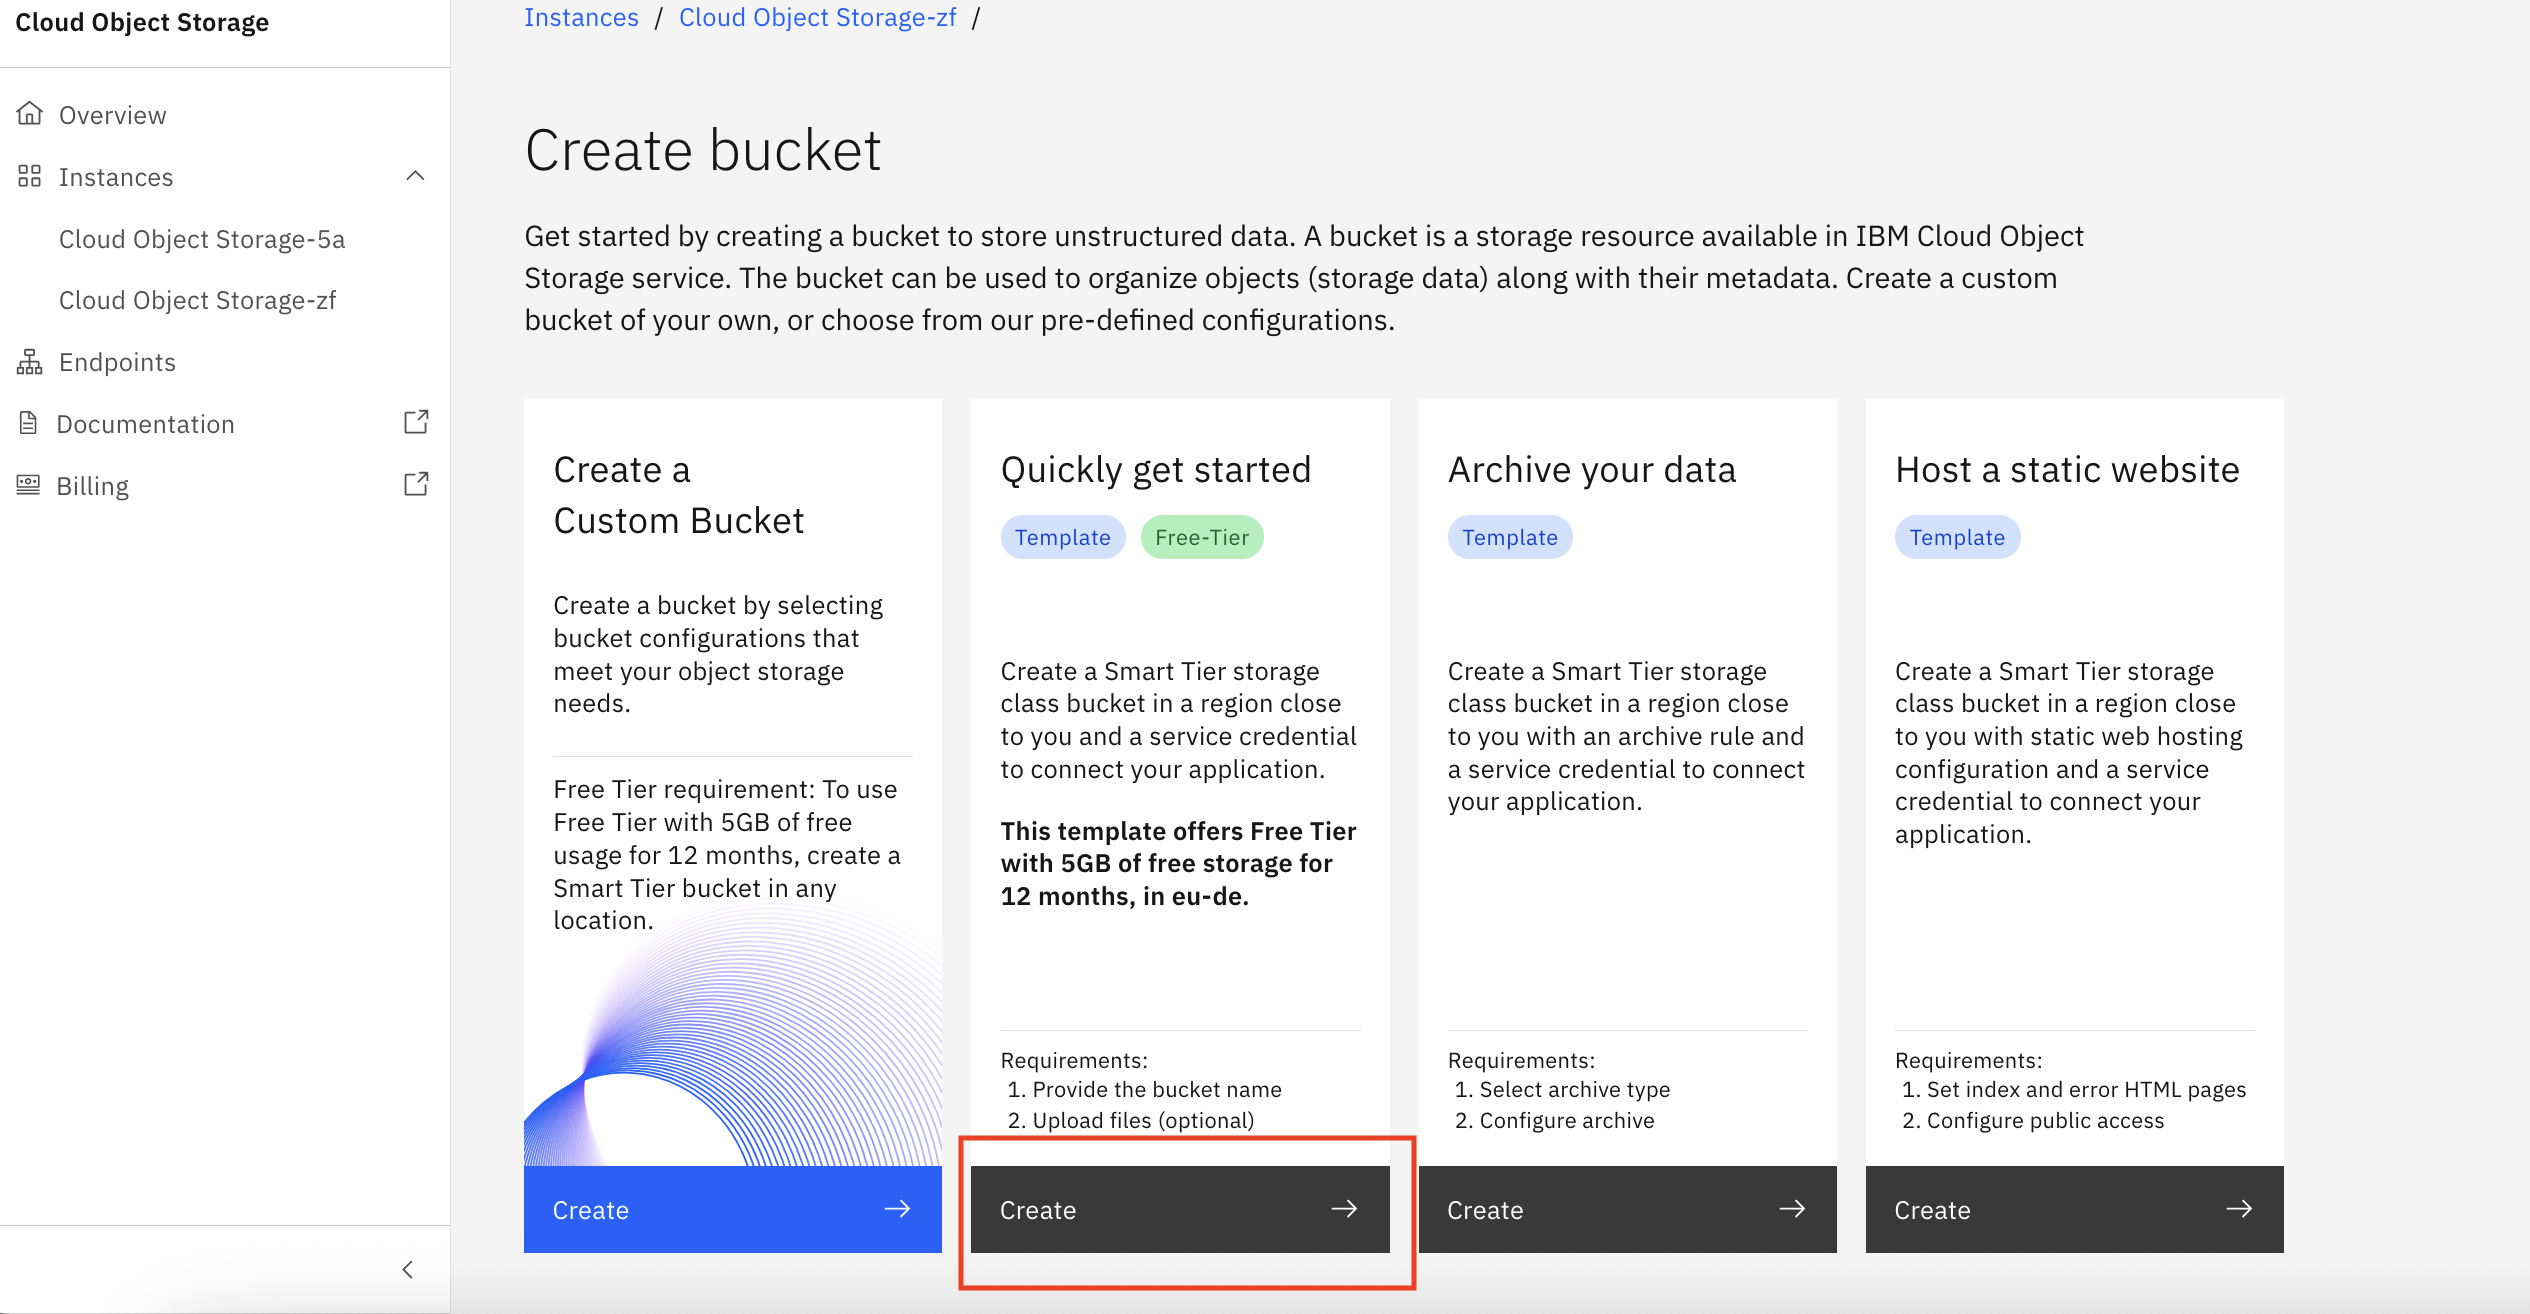 Cloud Object Storage
Overview
Instances
Cloud Object Storage-5a
Cloud Object Storage-zf
Endpoints
Documentation
Billing
Instances / Cloud Object Storage-zf /
Create bucket
Get started by creating a bucket to store unstructured data. A bucket is a storage resource available in IBM Cloud Object
Storage service. The bucket can be used to organize objects (storage data) along with their metadata. Create a custom
bucket of your own, or choose from our pre-defined configurations.
Create a
Custom Bucket
Create a bucket by selecting
bucket configurations that
meet your object storage
needs.
Free Tier requirement: To use
Free Tier with 5GB of free
usage for 12 months, create a
Smart Tier bucket in any
location.
Create
Quickly get started
Template Free-Tier
Create a Smart Tier storage
class bucket in a region close
to you and a service credential
to connect your application.
This template offers Free Tier
with 5GB of free storage for
12 months, in eu-de.
Requirements:
1. Provide the bucket name
2. Upload files (optional)
Create
Archive your data
Template
Create a Smart Tier storage
class bucket in a region close
to you with an archive rule and
a service credential to connect
your application.
Requirements:
1. Select archive type
2. Configure archive
Create
Host a static website
Template
Create a Smart Tier storage
class bucket in a region close
to you with static web hosting
configuration and a service
credential to connect your
application.
Requirements:
1. Set index and error HTML pages
2. Configure public access
Create